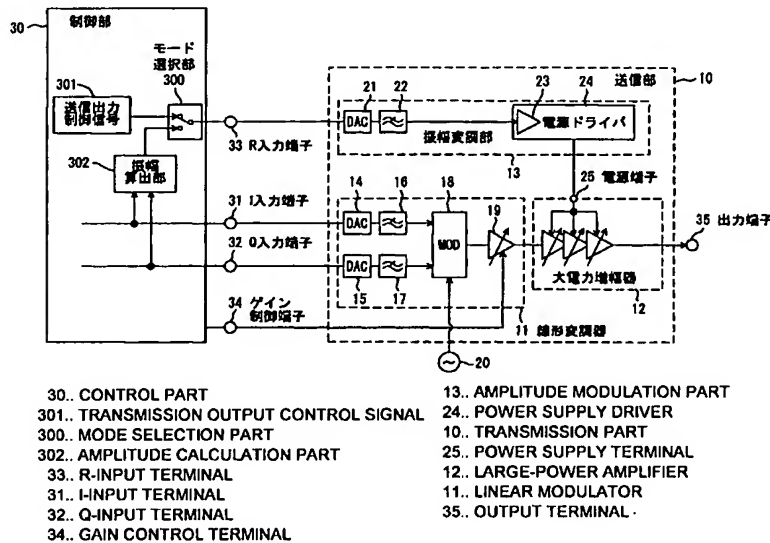 30
制御部
モード
選択部
300
301
送信出力
制御信号
302
振幅
算出部
33 R入力端子
31 I入力端子
32 Q入力端子
34 ゲイン
制御端子
送信部
10
21
22
23
24
DAC
電源ドライバ
振幅変調部
13
25 電源端子
14
16
18
19
DAC
MOD
DAC
15
17
35 出力端子
大電力増幅器
12
11 線形変調器
20
30.. CONTROL PART
301.. TRANSMISSION OUTPUT CONTROL SIGNAL
300.. MODE SELECTION PART
302.. AMPLITUDE CALCULATION PART
33.. R-INPUT TERMINAL
31.. I-INPUT TERMINAL
32.. Q-INPUT TERMINAL
34.. GAIN CONTROL TERMINAL
13.. AMPLITUDE MODULATION PART
24.. POWER SUPPLY DRIVER
10.. TRANSMISSION PART
25.. POWER SUPPLY TERMINAL
12.. LARGE-POWER AMPLIFIER
11.. LINEAR MODULATOR
35.. OUTPUT TERMINAL